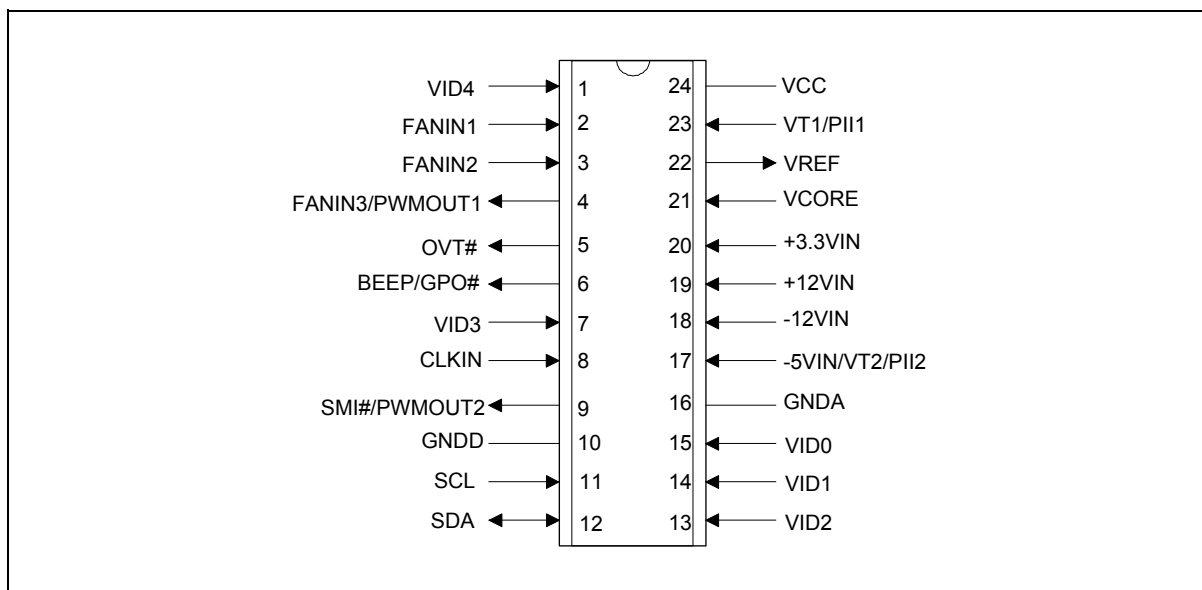 VID4 1 24 VCC
FANIN1 2 23 VT1/PII1
FANIN2 3 22 VREF
FANIN3/PWMOUT1 4 21 VCORE
OVT# 5 20 +3.3VIN
BEEP/GPO# 6 19 +12VIN
VID3 7 18 -12VIN
CLKIN 8 17 -5VIN/VT2/PII2
SMI#/PWMOUT2 9 16 GNDA
GNDD 10 15 VID0
SCL 11 14 VID1
SDA 12 13 VID2